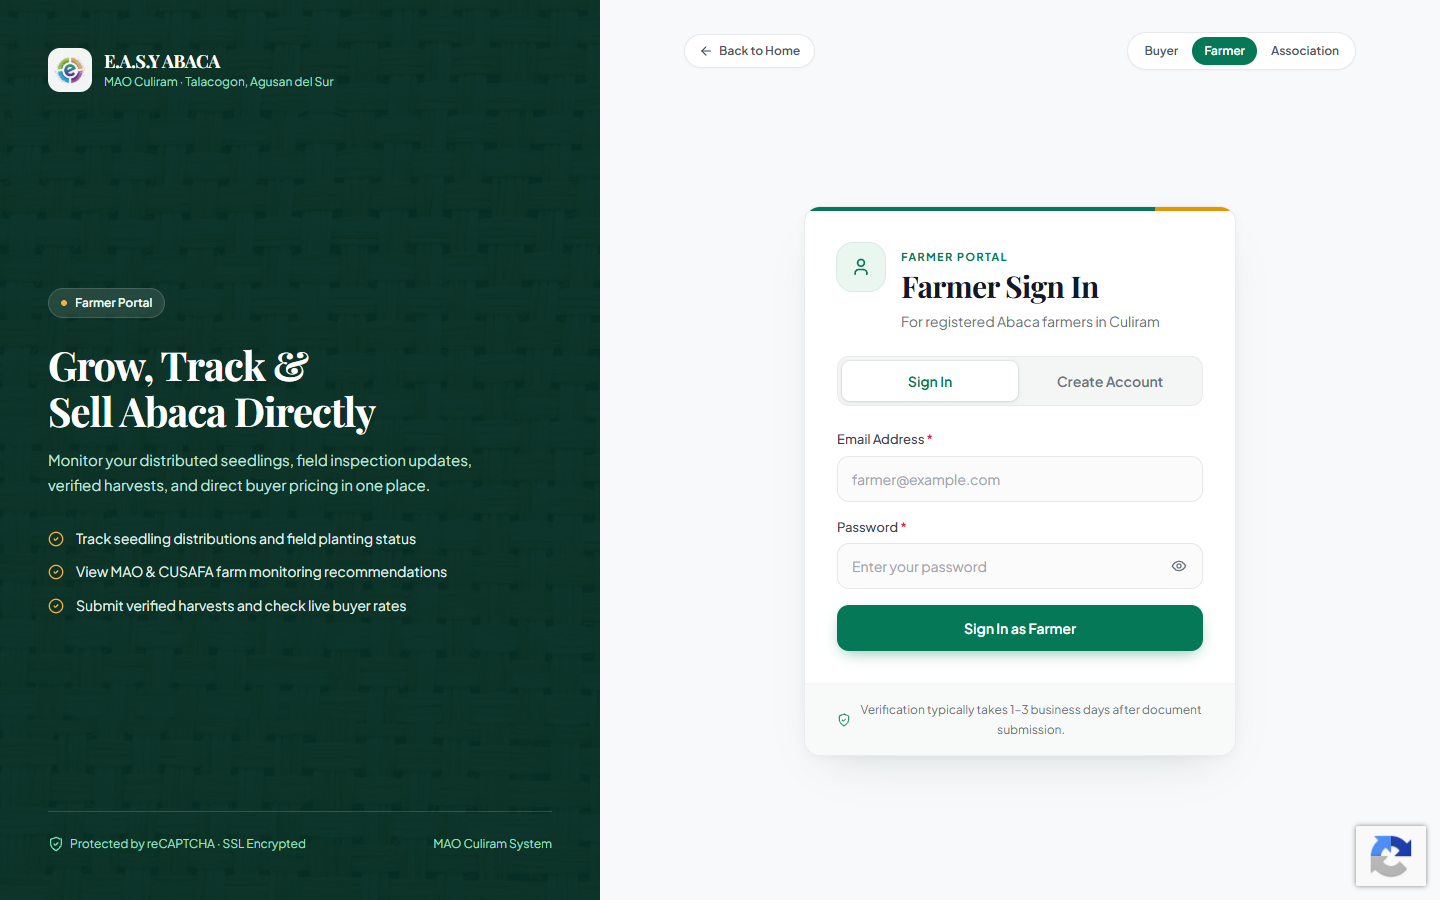 E.A.S.Y ABACA
MAO Culiram · Talacogon, Agusan del Sur
Farmer Portal
Grow, Track &
Sell Abaca Directly
Monitor your distributed seedlings, field inspection updates,
verified harvests, and direct buyer pricing in one place.
Track seedling distributions and field planting status
View MAO & CUSAFA farm monitoring recommendations
Submit verified harvests and check live buyer rates
Protected by reCAPTCHA · SSL Encrypted
MAO Culiram System
Back to Home
Buyer
Farmer
Association
FARMER PORTAL
Farmer Sign In
For registered Abaca farmers in Culiram
Sign In
Create Account
Email Address *
farmer@example.com
Password *
Enter your password
Sign In as Farmer
Verification typically takes 1–3 business days after document
submission.